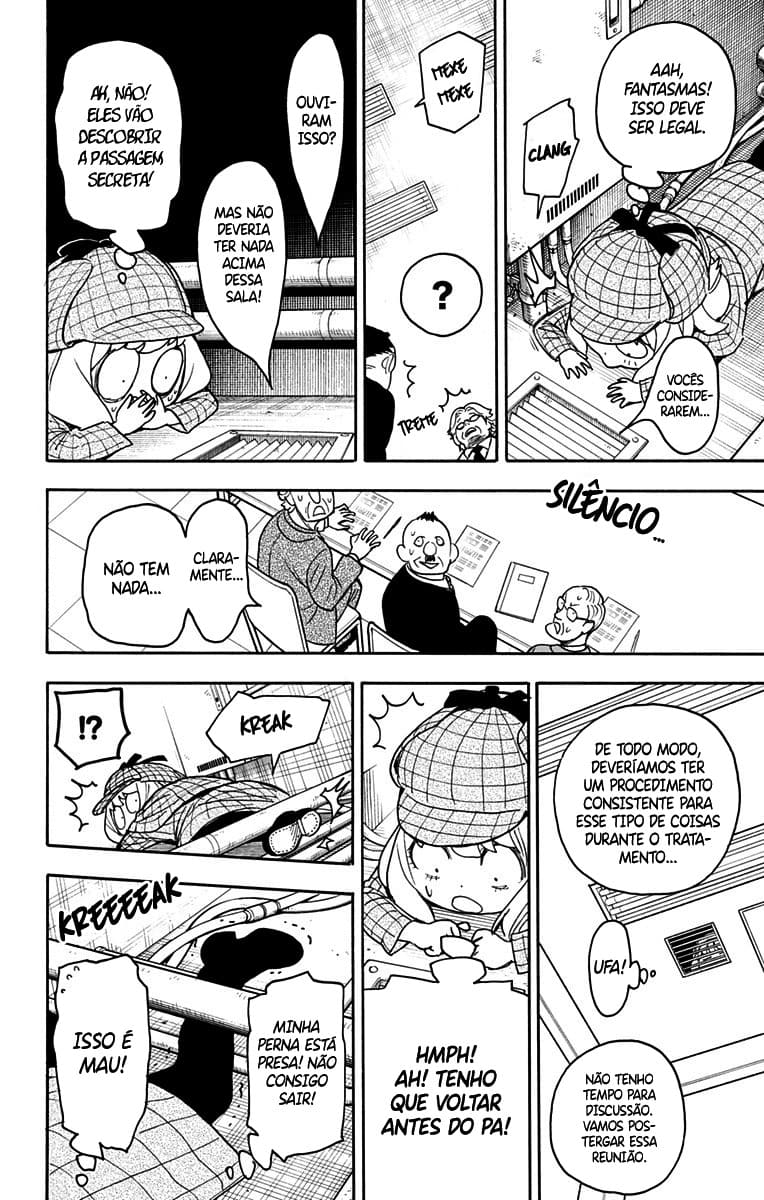 AAH,
FANTASMAS!
ISSO DEVE
SER LEGAL.
CLANG
VOCÊS
CONSIDE-
RAREM...
MEXE
MEXE
?
TREME
OUVI-
RAM
ISSO?
MAS NÃO
DEVERIA
TER NADA
ACIMA
DESSA
SALA!
AH, NÃO!
ELES VÃO
DESCOBRIR
A PASSAGEM
SECRETA!
SILÊNCIO...
CLARA-
MENTE...
NÃO TEM
NADA...
DE TODO MODO,
DEVERÍAMOS TER
UM PROCEDIMENTO
CONSISTENTE PARA
ESSE TIPO DE COISAS
DURANTE O TRATA-
MENTO...
UFA!
NÃO TENHO
TEMPO PARA
DISCUSSÃO.
VAMOS POS-
TERGAR ESSA
REUNIÃO.
HMPH!
AH! TENHO
QUE VOLTAR
ANTES DO PA!
KREAK
!?
KREEEEAK
MINHA
PERNA ESTÁ
PRESA! NÃO
CONSIGO
SAIR!
ISSO É
MAU!